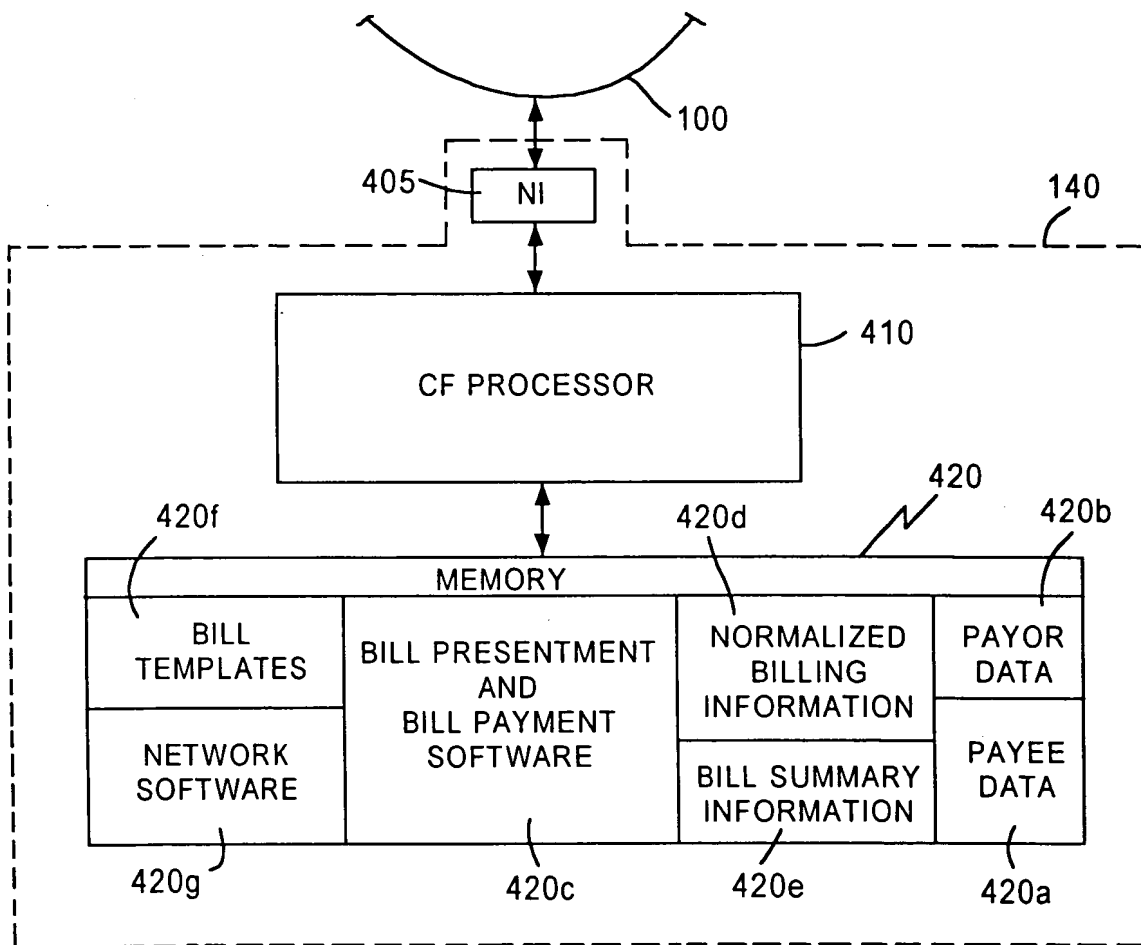 100
405
NI
140
410
CF PROCESSOR
420
420f
420d
420b
MEMORY
BILL
TEMPLATES
BILL PRESENTMENT
AND
BILL PAYMENT
SOFTWARE
NORMALIZED
BILLING
INFORMATION
PAYOR
DATA
NETWORK
SOFTWARE
BILL SUMMARY
INFORMATION
PAYEE
DATA
420g
420c
420e
420a